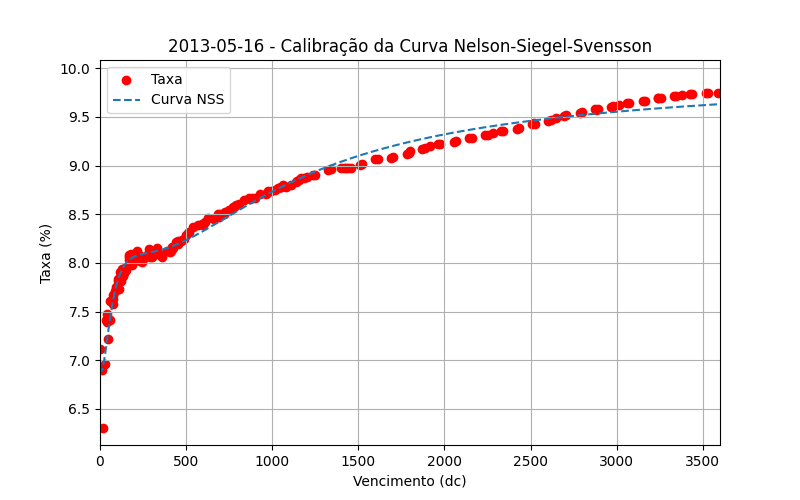 2013-05-16 - Calibração da Curva Nelson-Siegel-Svensson
Taxa
Curva NSS
Taxa (%)
10.0
9.5
9.0
8.5
8.0
7.5
7.0
6.5
0 500 1000 1500 2000 2500 3000 3500
Vencimento (dc)